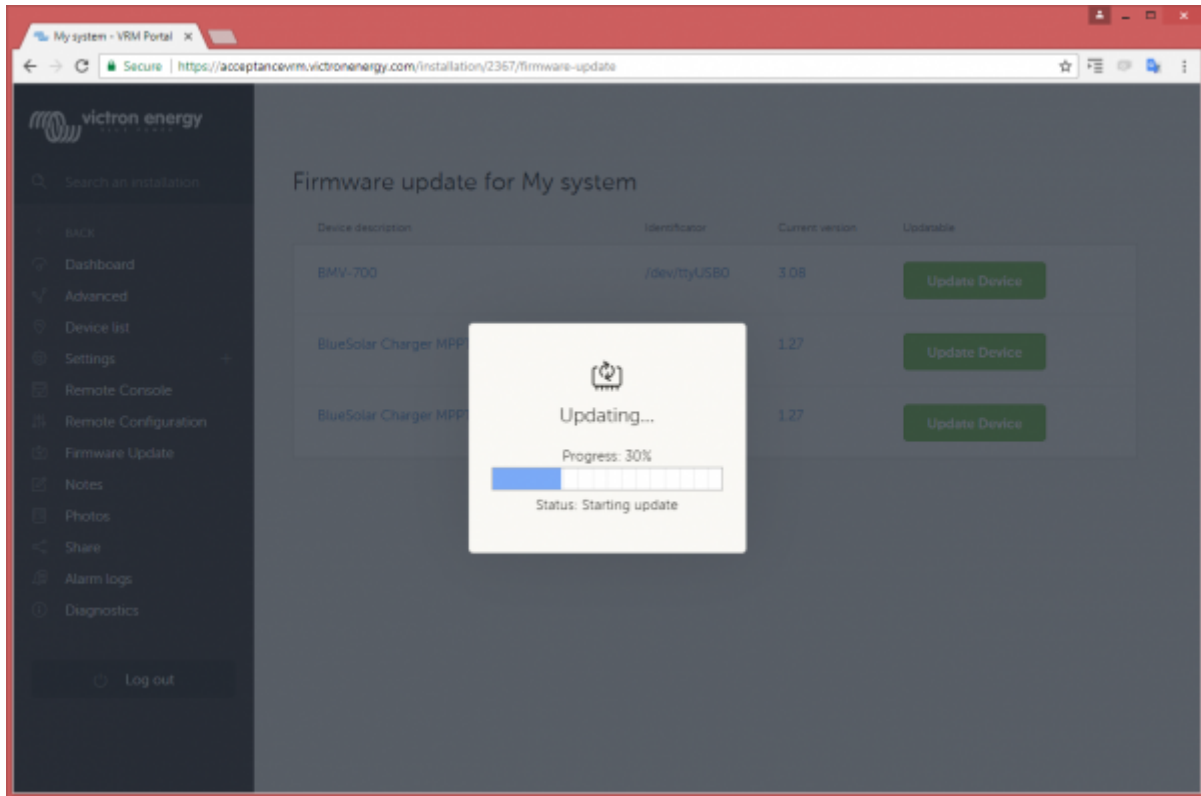 My system - VRM Portal
Secure https://acceptancevrm.victronenergy.com/installation/2367/firmware-update
victron energy
BLUE POWER
Search an installation
Firmware update for My system
BACK
Device description Identificator Current version Updatable
Dashboard
BMV-700 /dev/ttyUSB0 3.08 Update Device
Advanced
Device list
BlueSolar Charger MPPT 1.27 Update Device
Settings
Remote Console
Remote Configuration
BlueSolar Charger MPPT 1.27 Update Device
Firmware Update
Notes
Photos
Share
Alarm logs
Diagnostics
Log out
Updating...
Progress: 30%
Status: Starting update